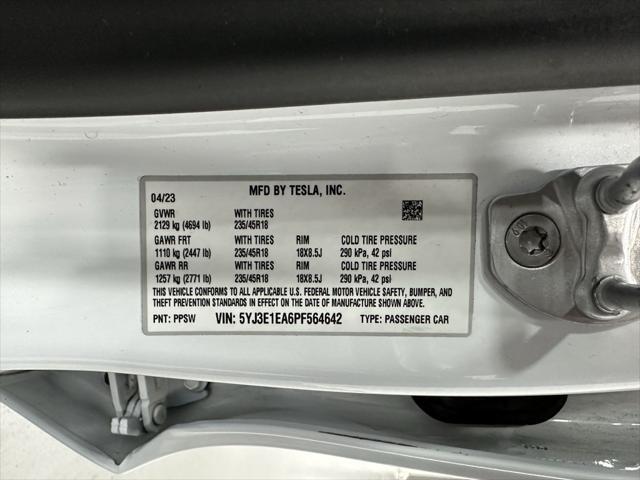 04/23 MFD BY TESLA, INC.
GVWR WITH TIRES
2129 kg (4694 lb) 235/45R18
GAWR FRT WITH TIRES RIM COLD TIRE PRESSURE
1110 kg (2447 lb) 235/45R18 18X8.5J 290 kPa, 42 psi
GAWR RR WITH TIRES RIM COLD TIRE PRESSURE
1257 kg (2771 lb) 235/45R18 18X8.5J 290 kPa, 42 psi
THIS VEHICLE CONFORMS TO ALL APPLICABLE U.S. FEDERAL MOTOR VEHICLE SAFETY, BUMPER, AND
THEFT PREVENTION STANDARDS IN EFFECT ON THE DATE OF MANUFACTURE SHOWN ABOVE.
PNT: PPSW VIN: 5YJ3E1EA6PF564642 TYPE: PASSENGER CAR